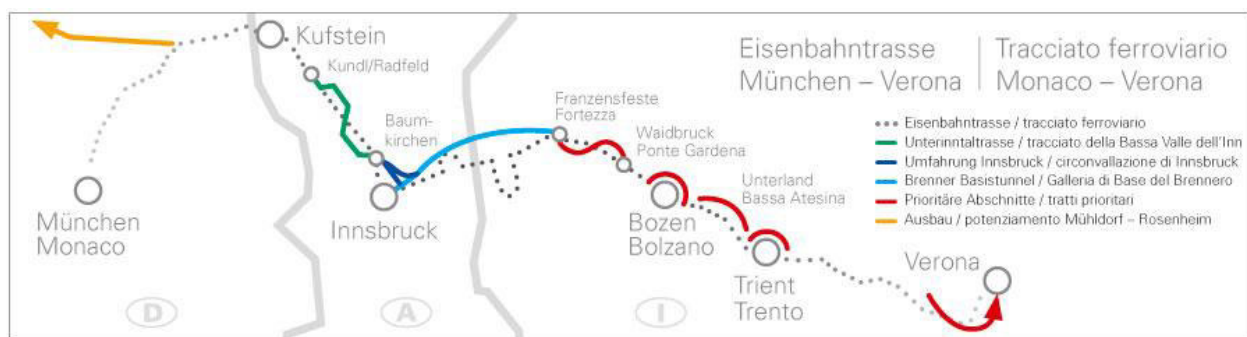 Kufstein
Kundl/Radfeld
Baum-
kirchen
München
Monaco
Innsbruck
Franzensfeste
Fortezza
Waidbruck
Ponte Gardena
Bozen
Bolzano
Unterland
Bassa Atesina
Trient
Trento
Verona
D
A
I
Eisenbahntrasse
München – Verona
Tracciato ferroviario
Monaco – Verona
Eisenbahntrasse / tracciato ferroviario
Unterinntaltrasse / tracciato della Bassa Valle dell'Inn
Umfahrung Innsbruck / circonvallazione di Innsbruck
Brenner Basistunnel / Galleria di Base del Brennero
Prioritäre Abschnitte / tratti prioritari
Ausbau / potenziamento Mühldorf – Rosenheim